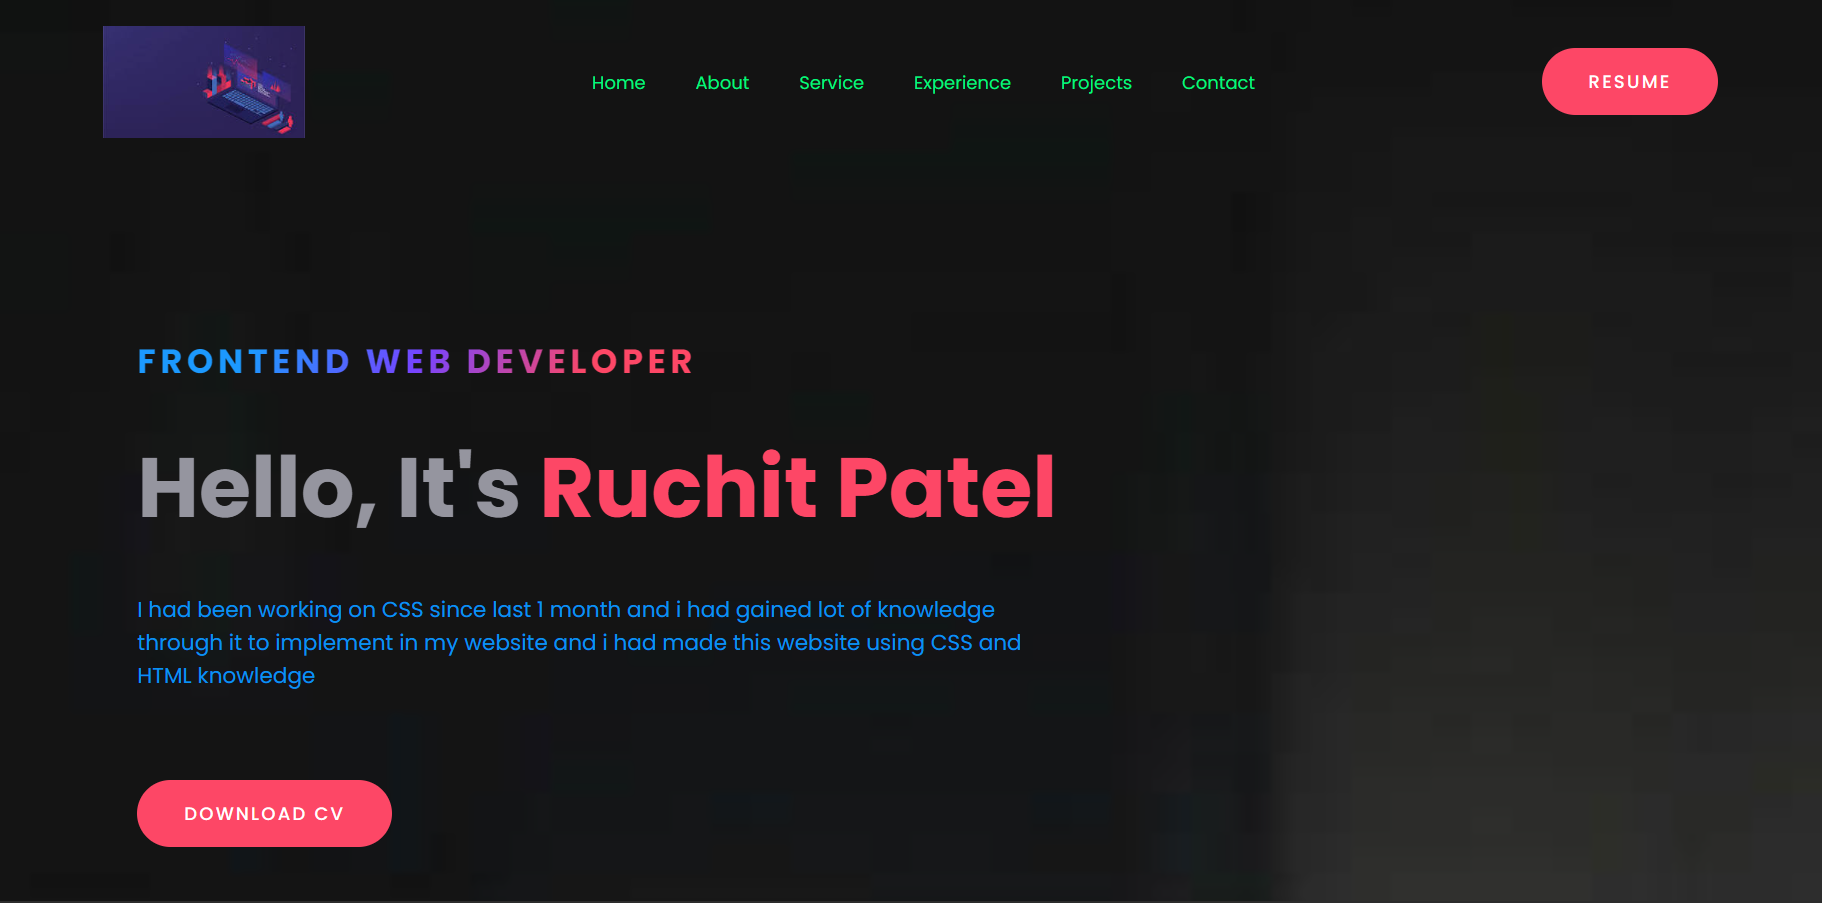 Home About Service Experience Projects Contact RESUME
FRONTEND WEB DEVELOPER
Hello, It's Ruchit Patel
I had been working on CSS since last 1 month and i had gained lot of knowledge
through it to implement in my website and i had made this website using CSS and
HTML knowledge
DOWNLOAD CV